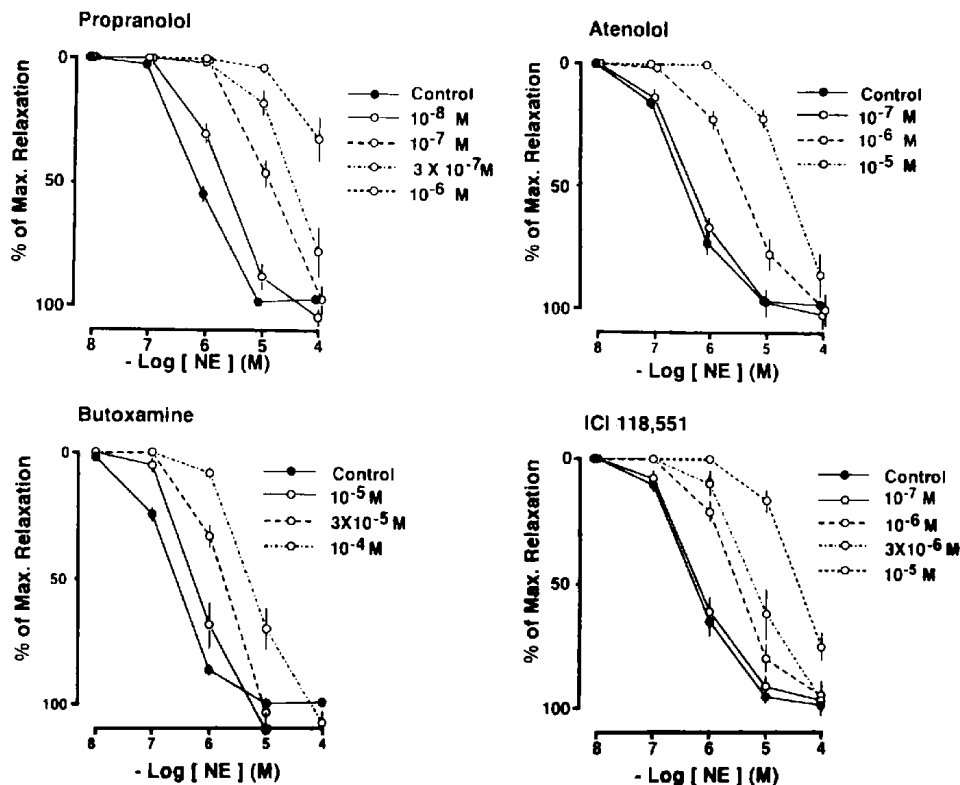 Propranolol
% of Max. Relaxation
0
50
100
8 7 6 5 4
- Log [ NE ] (M)
Control
10⁻⁸ M
10⁻⁷ M
3 X 10⁻⁷M
10⁻⁶ M
Atenolol
% of Max. Relaxation
0
50
100
8 7 6 5 4
- Log [ NE ] (M)
Control
10⁻⁷ M
10⁻⁶ M
10⁻⁵ M
Butoxamine
% of Max. Relaxation
0
50
100
8 7 6 5 4
- Log [ NE ] (M)
Control
10⁻⁵ M
3X10⁻⁵M
10⁻⁴ M
ICI 118,551
% of Max. Relaxation
0
50
100
8 7 6 5 4
- Log [ NE ] (M)
Control
10⁻⁷ M
10⁻⁶ M
3X10⁻⁶ M
10⁻⁵ M